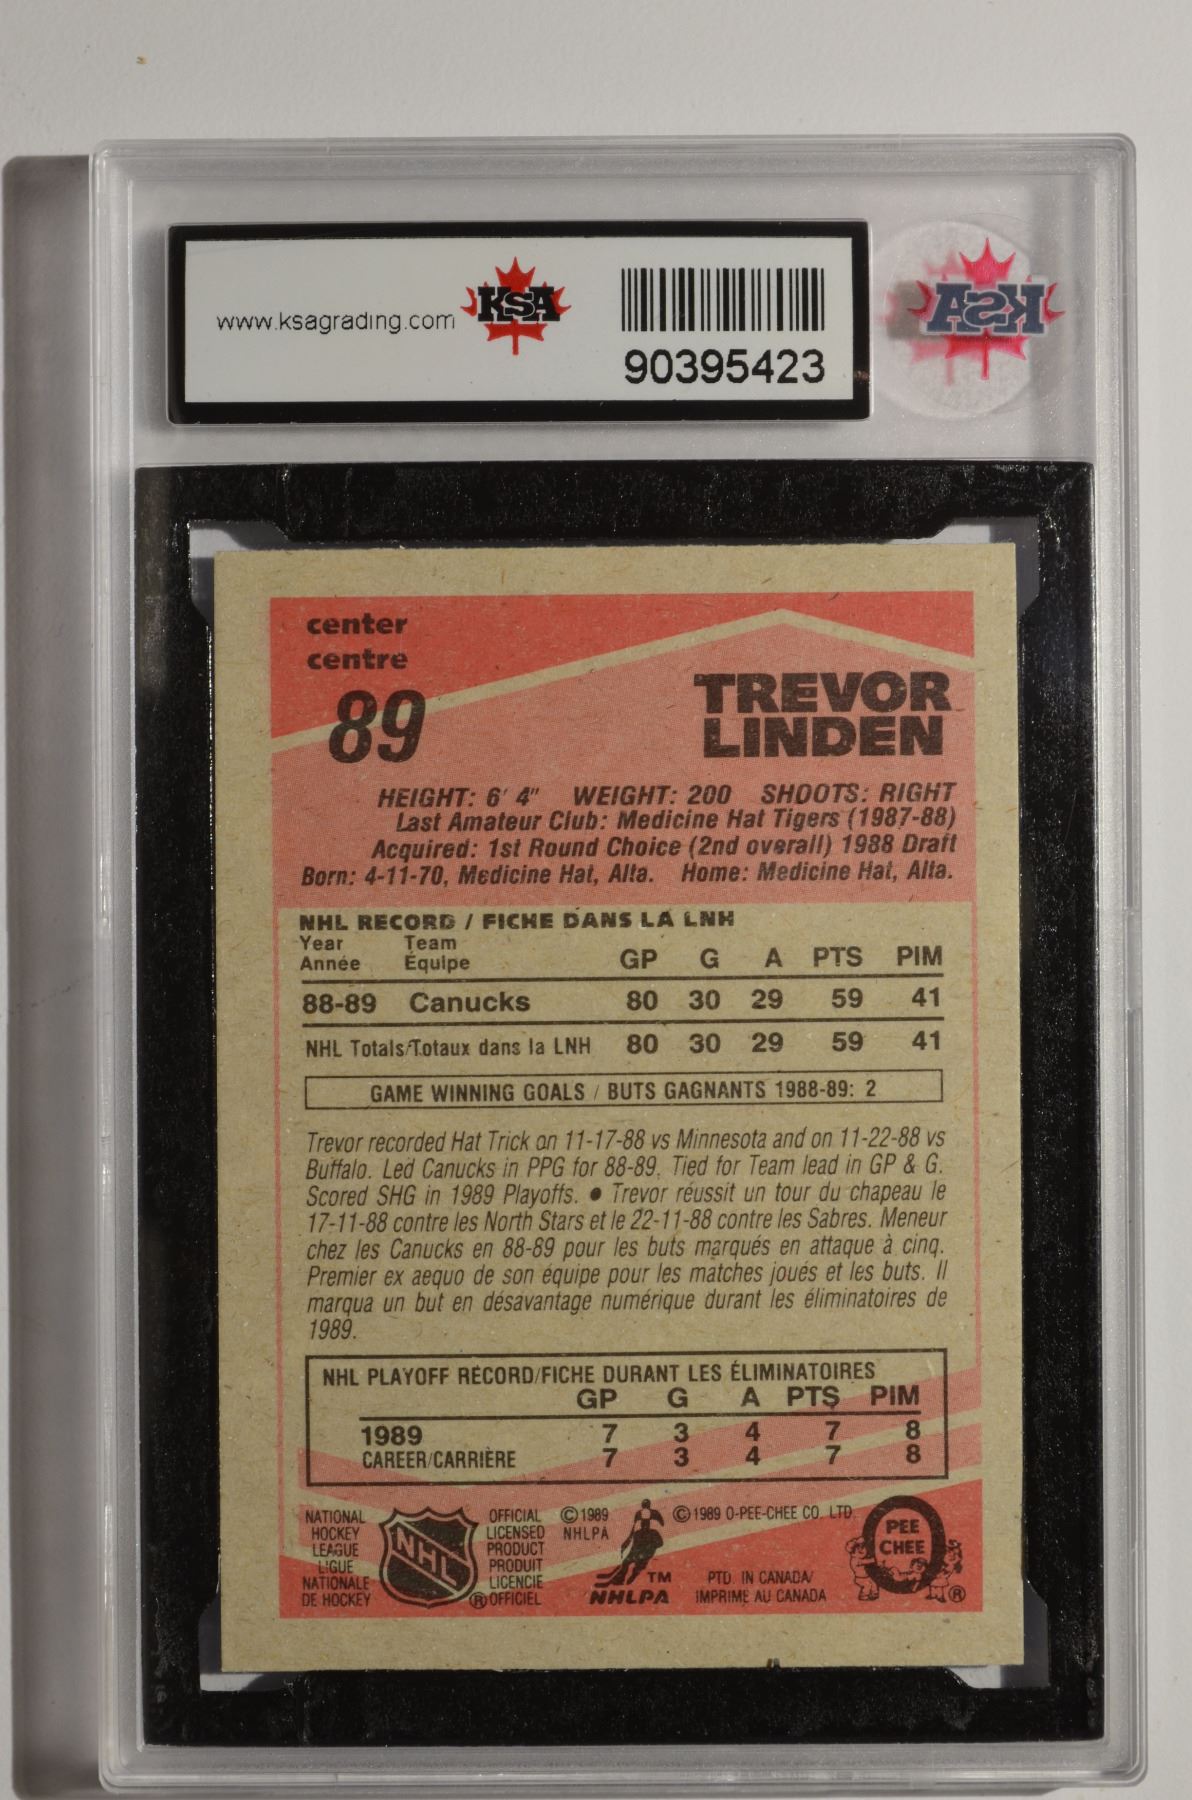 www.ksagrading.com
KSA
90395423
KSA
center
centre
89
TREVOR
LINDEN
HEIGHT: 6' 4" WEIGHT: 200 SHOOTS: RIGHT
Last Amateur Club: Medicine Hat Tigers (1987-88)
Acquired: 1st Round Choice (2nd overall) 1988 Draft
Born: 4-11-70, Medicine Hat, Alta. Home: Medicine Hat, Alta.
NHL RECORD / FICHE DANS LA LNH
Year Team
Année Équipe GP G A PTS PIM
88-89 Canucks 80 30 29 59 41
NHL Totals/Totaux dans la LNH 80 30 29 59 41
GAME WINNING GOALS / BUTS GAGNANTS 1988-89: 2
Trevor recorded Hat Trick on 11-17-88 vs Minnesota and on 11-22-88 vs
Buffalo. Led Canucks in PPG for 88-89. Tied for Team lead in GP & G.
Scored SHG in 1989 Playoffs. ● Trevor réussit un tour du chapeau le
17-11-88 contre les North Stars et le 22-11-88 contre les Sabres. Meneur
chez les Canucks en 88-89 pour les buts marqués en attaque à cinq.
Premier ex aequo de son équipe pour les matches joués et les buts. Il
marqua un but en désavantage numérique durant les éliminatoires de
1989.
NHL PLAYOFF RECORD/FICHE DURANT LES ÉLIMINATOIRES
GP G A PTS PIM
1989 7 3 4 7 8
CAREER/CARRIÈRE 7 3 4 7 8
NATIONAL
HOCKEY
LEAGUE
LIGUE
NATIONALE
DE HOCKEY
NHL
®
OFFICIAL
LICENSED
PRODUCT
PRODUIT
LICENCIE
OFFICIEL
©1989
NHLPA
TM
NHLPA
©1989 O-PEE-CHEE CO. LTD.
PTD. IN CANADA/
IMPRIMÉ AU CANADA
O
PEE
CHEE
®